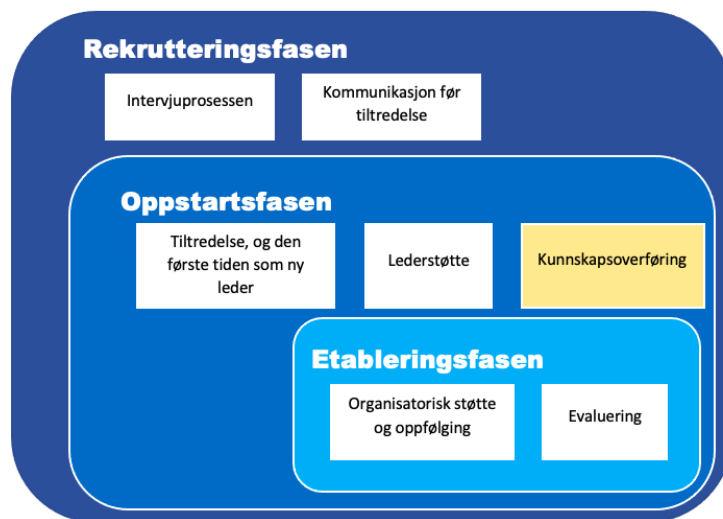 Rekrutteringsfasen
Intervjuprosessen
Kommunikasjon før
tiltredelse
Oppstartsfasen
Tiltredelse, og den
første tiden som ny
leder
Lederstøtte
Kunnskapsoverføring
Etableringsfasen
Organisatorisk støtte
og oppfølging
Evaluering